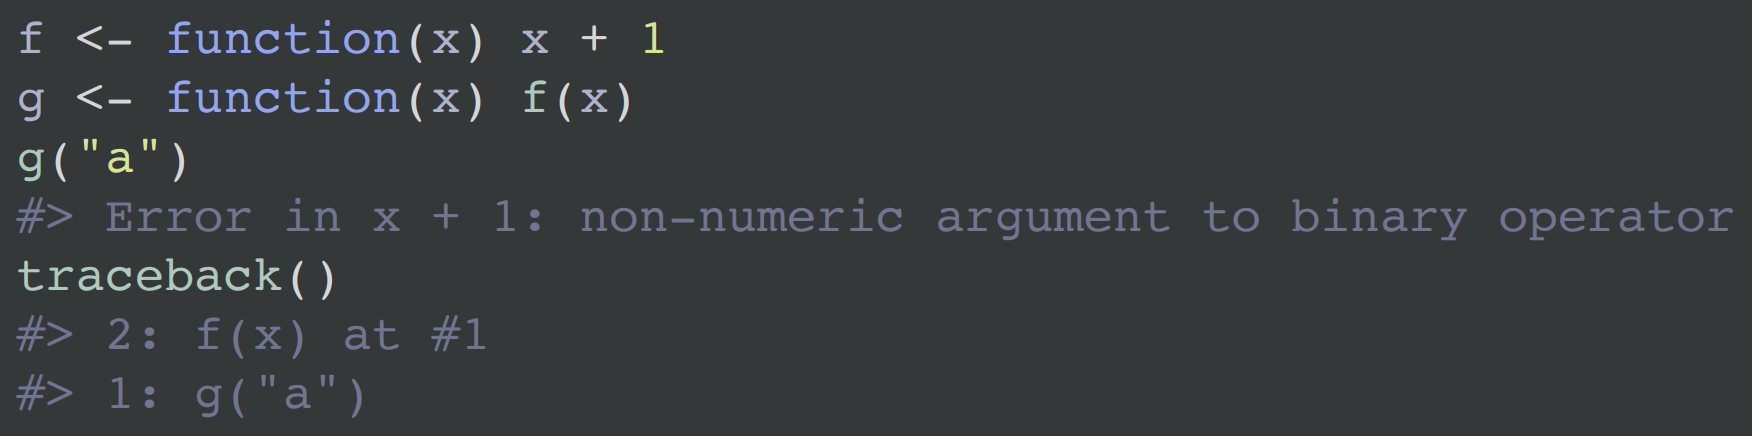 f <- function(x) x + 1
g <- function(x) f(x)
g("a")
#> Error in x + 1: non-numeric argument to binary operator
traceback()
#> 2: f(x) at #1
#> 1: g("a")